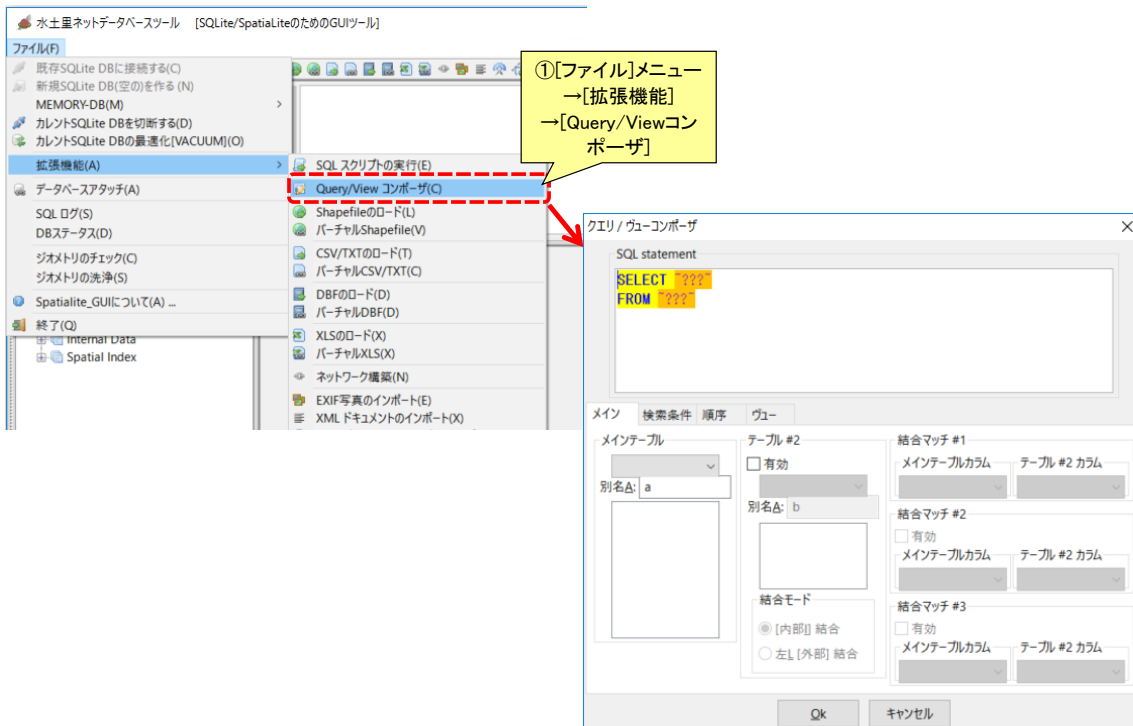 水土里ネットデータベースツール [SQLite/SpatiaLiteのためのGUIツール]
ファイル(F)
既存SQLite DBに接続する(C)
新規SQLite DB(空の)を作る (N)
MEMORY-DB(M)
カレントSQLite DBを切断する(D)
カレントSQLite DBの最適化[VACUUM](O)
拡張機能(A)
データベースアタッチ(A)
SQL ログ(S)
DBステータス(D)
ジオメトリのチェック(C)
ジオメトリの洗浄(S)
Spatialite_GUIについて(A) ...
終了(Q)
Internal Data
Spatial Index
SQL スクリプトの実行(E)
Query/View コンポーザ(C)
Shapefileのロード(L)
バーチャルShapefile(V)
CSV/TXTのロード(T)
バーチャルCSV/TXT(C)
DBFのロード(D)
バーチャルDBF(D)
XLSのロード(X)
バーチャルXLS(X)
ネットワーク構築(N)
EXIF写真のインポート(E)
XML ドキュメントのインポート(X)
①[ファイル]メニュー
→[拡張機能]
→[Query/Viewコン
ポーザ]
クエリ / ヴューコンポーザ
SQL statement
SELECT "???"
FROM "???"
メイン 検索条件 順序 ヴュー
メインテーブル
別名A: a
テーブル #2
有効
別名A: b
結合モード
[内部]] 結合
左L [外部] 結合
結合マッチ #1
メインテーブルカラム テーブル #2 カラム
結合マッチ #2
有効
メインテーブルカラム テーブル #2 カラム
結合マッチ #3
有効
メインテーブルカラム テーブル #2 カラム
Ok キャンセル